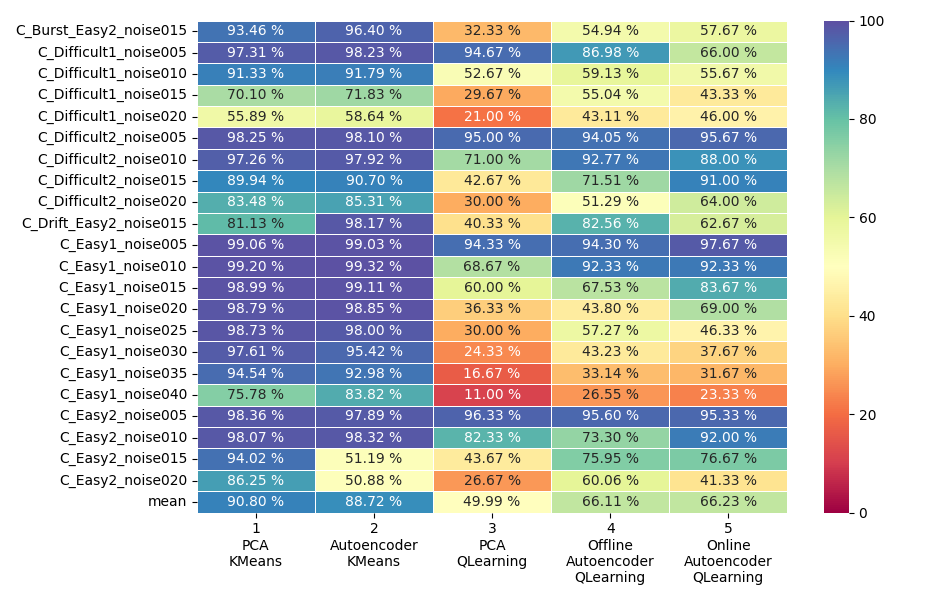 C_Burst_Easy2_noise015 93.46 % 96.40 % 32.33 % 54.94 % 57.67 %
C_Difficult1_noise005 97.31 % 98.23 % 94.67 % 86.98 % 66.00 %
C_Difficult1_noise010 91.33 % 91.79 % 52.67 % 59.13 % 55.67 %
C_Difficult1_noise015 70.10 % 71.83 % 29.67 % 55.04 % 43.33 %
C_Difficult1_noise020 55.89 % 58.64 % 21.00 % 43.11 % 46.00 %
C_Difficult2_noise005 98.25 % 98.10 % 95.00 % 94.05 % 95.67 %
C_Difficult2_noise010 97.26 % 97.92 % 71.00 % 92.77 % 88.00 %
C_Difficult2_noise015 89.94 % 90.70 % 42.67 % 71.51 % 91.00 %
C_Difficult2_noise020 83.48 % 85.31 % 30.00 % 51.29 % 64.00 %
C_Drift_Easy2_noise015 81.13 % 98.17 % 40.33 % 82.56 % 62.67 %
C_Easy1_noise005 99.06 % 99.03 % 94.33 % 94.30 % 97.67 %
C_Easy1_noise010 99.20 % 99.32 % 68.67 % 92.33 % 92.33 %
C_Easy1_noise015 98.99 % 99.11 % 60.00 % 67.53 % 83.67 %
C_Easy1_noise020 98.79 % 98.85 % 36.33 % 43.80 % 69.00 %
C_Easy1_noise025 98.73 % 98.00 % 30.00 % 57.27 % 46.33 %
C_Easy1_noise030 97.61 % 95.42 % 24.33 % 43.23 % 37.67 %
C_Easy1_noise035 94.54 % 92.98 % 16.67 % 33.14 % 31.67 %
C_Easy1_noise040 75.78 % 83.82 % 11.00 % 26.55 % 23.33 %
C_Easy2_noise005 98.36 % 97.89 % 96.33 % 95.60 % 95.33 %
C_Easy2_noise010 98.07 % 98.32 % 82.33 % 73.30 % 92.00 %
C_Easy2_noise015 94.02 % 51.19 % 43.67 % 75.95 % 76.67 %
C_Easy2_noise020 86.25 % 50.88 % 26.67 % 60.06 % 41.33 %
mean 90.80 % 88.72 % 49.99 % 66.11 % 66.23 %
1 2 3 4 5
PCA Autoencoder PCA Offline Online
KMeans KMeans QLearning Autoencoder Autoencoder
QLearning QLearning
100
80
60
40
20
0